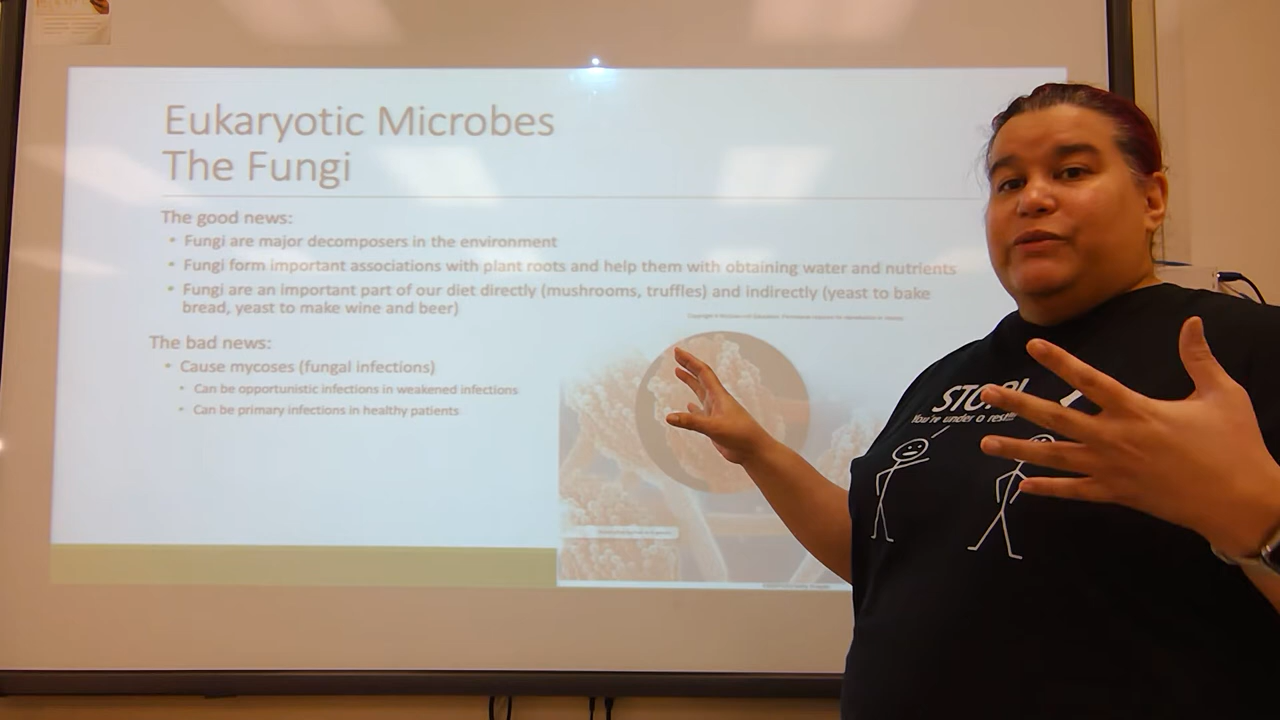 Eukaryotic Microbes
The Fungi
The good news:
• Fungi are major decomposers in the environment
• Fungi form important associations with plant roots and help them with obtaining water and nutrients
• Fungi are an important part of our diet directly (mushrooms, truffles) and indirectly (yeast to bake
bread, yeast to make wine and beer)
The bad news:
• Cause mycoses (fungal infections)
• Can be opportunistic infections in weakened infections
• Can be primary infections in healthy patients
You're under a rest!!!